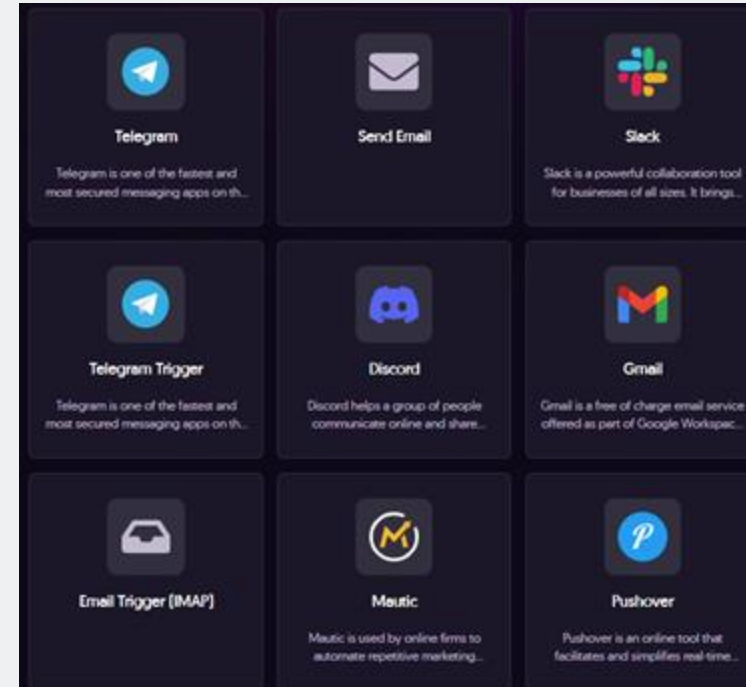 Telegram
Telegram is one of the fastest and
most secured messaging apps on th...
Send Email
Slack
Slack is a powerful collaboration tool
for businesses of all sizes. It brings...
Telegram Trigger
Telegram is one of the fastest and
most secured messaging apps on th...
Discord
Discord helps a group of people
communicate online and share...
Gmail
Gmail is a free of charge email service
offered as part of Google Workspac...
Email Trigger (IMAP)
Mautic
Mautic is used by online firms to
automate repetitive marketing...
Pushover
Pushover is an online tool that
facilitates and simplifies real-time...